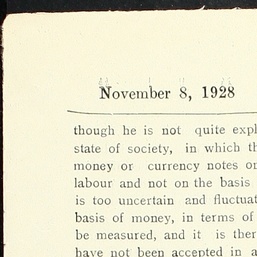 November 8, 1928
though he is not quite expl
state of society, in which th
money or currency notes or
labour and not on the basis
is too uncertain and fluctuat
basis of money, in terms of
be measured, and it is ther
have not been accepted in a